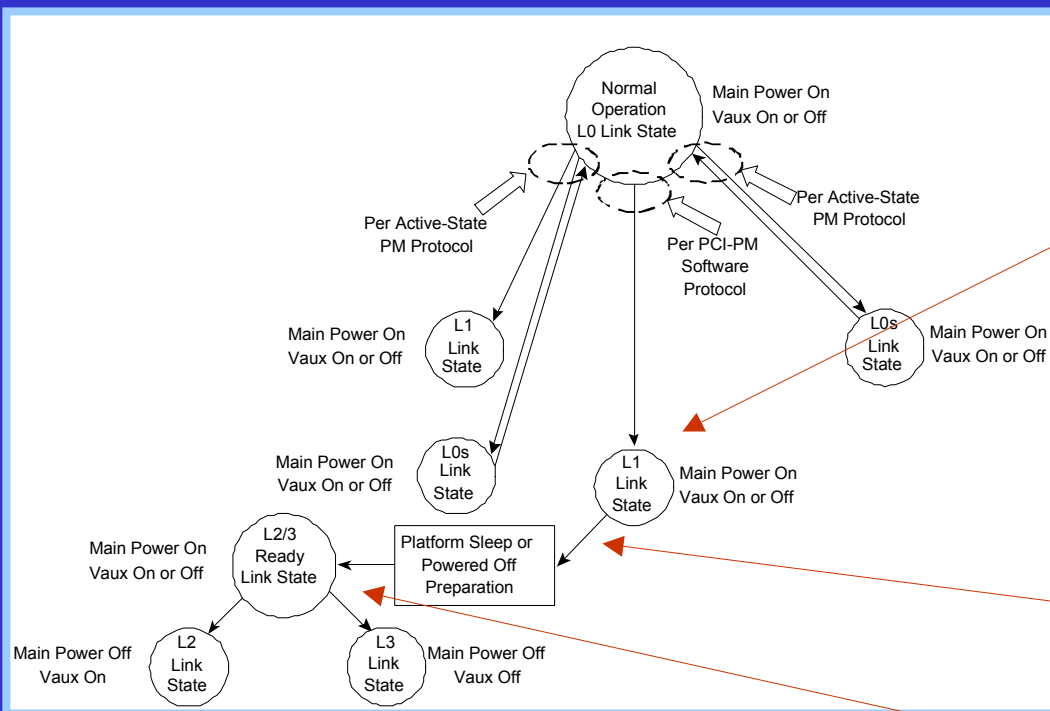 Normal
Operation
L0 Link State
Main Power On
Vaux On or Off
Per Active-State
PM Protocol
Per PCI-PM
Software
Protocol
Per Active-State
PM Protocol
Main Power On
Vaux On or Off
L1
Link
State
L0s
Link
State
Main Power On
Vaux On or Off
Main Power On
Vaux On or Off
L0s
Link
State
L1
Link
State
Main Power On
Vaux On or Off
Main Power On
Vaux On or Off
L2/3
Ready
Link State
Platform Sleep or
Powered Off
Preparation
Main Power Off
Vaux On
L2
Link
State
L3
Link
State
Main Power Off
Vaux Off